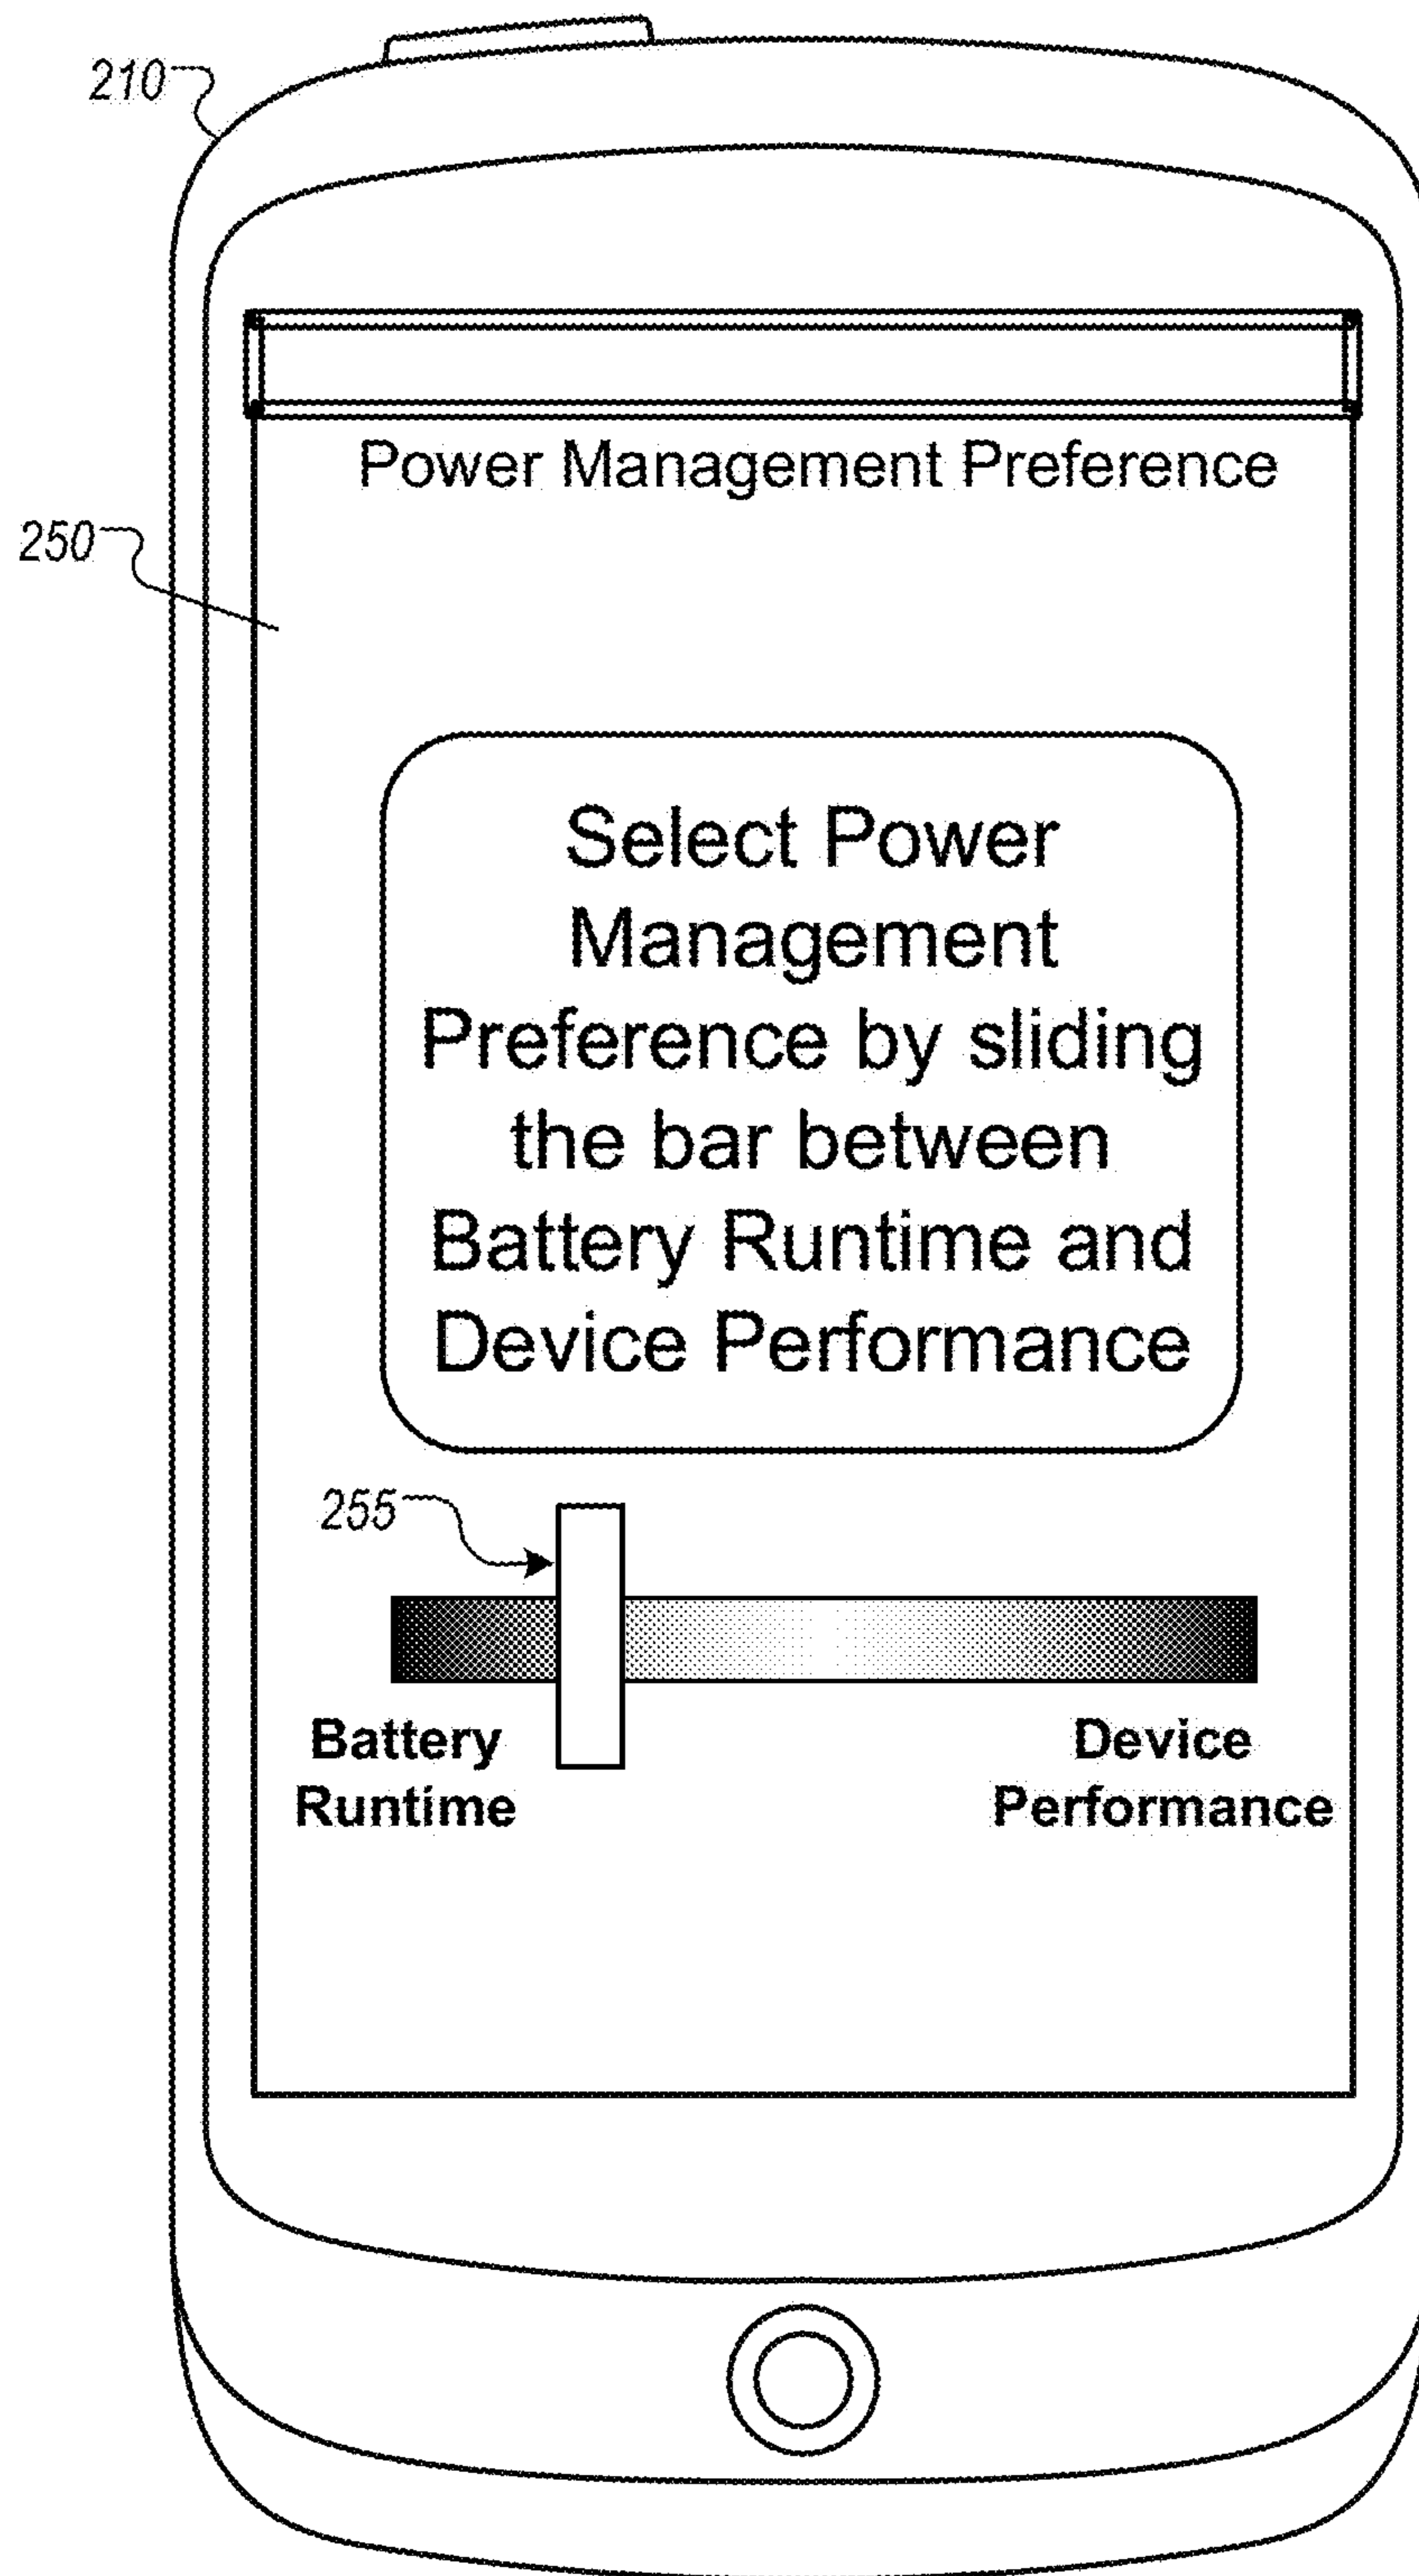 210
Power Management Preference
250
Select Power
Management
Preference by sliding
the bar between
Battery Runtime and
Device Performance
255
Battery
Runtime
Device
Performance